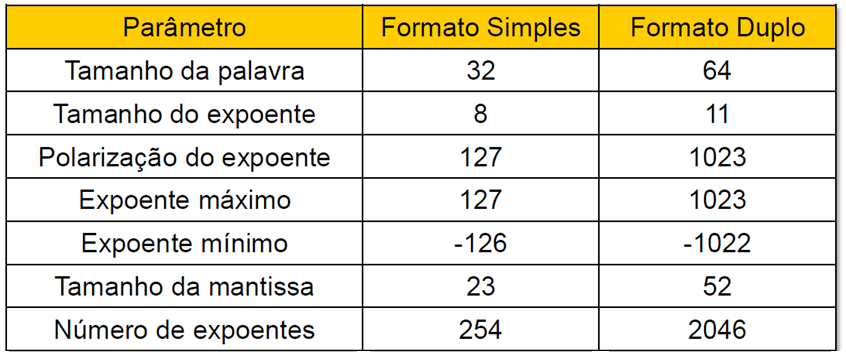 Parâmetro Formato Simples Formato Duplo
Tamanho da palavra 32 64
Tamanho do expoente 8 11
Polarização do expoente 127 1023
Expoente máximo 127 1023
Expoente mínimo -126 -1022
Tamanho da mantissa 23 52
Número de expoentes 254 2046